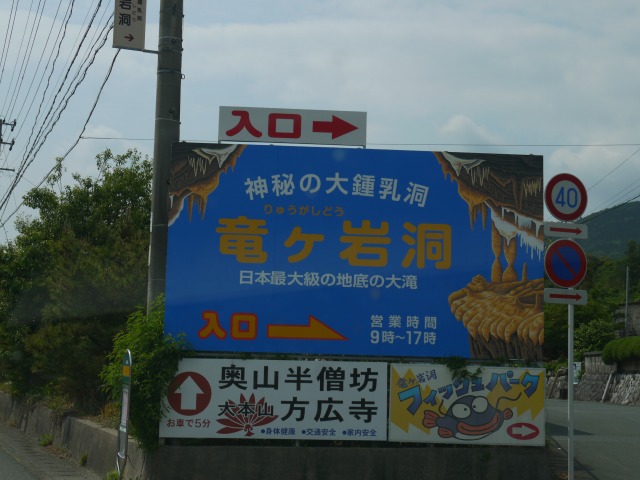 岩洞
入口
神秘の大鍾乳洞
りゅうがしどう
竜ヶ岩洞
日本最大級の地底の大滝
入口
営業時間
9時~17時
40
お車で5分
奥山半僧坊
大本山 方広寺
●身体健康 ●交通安全 ●家内安全
竜ヶ岩洞
フィッシュパーク